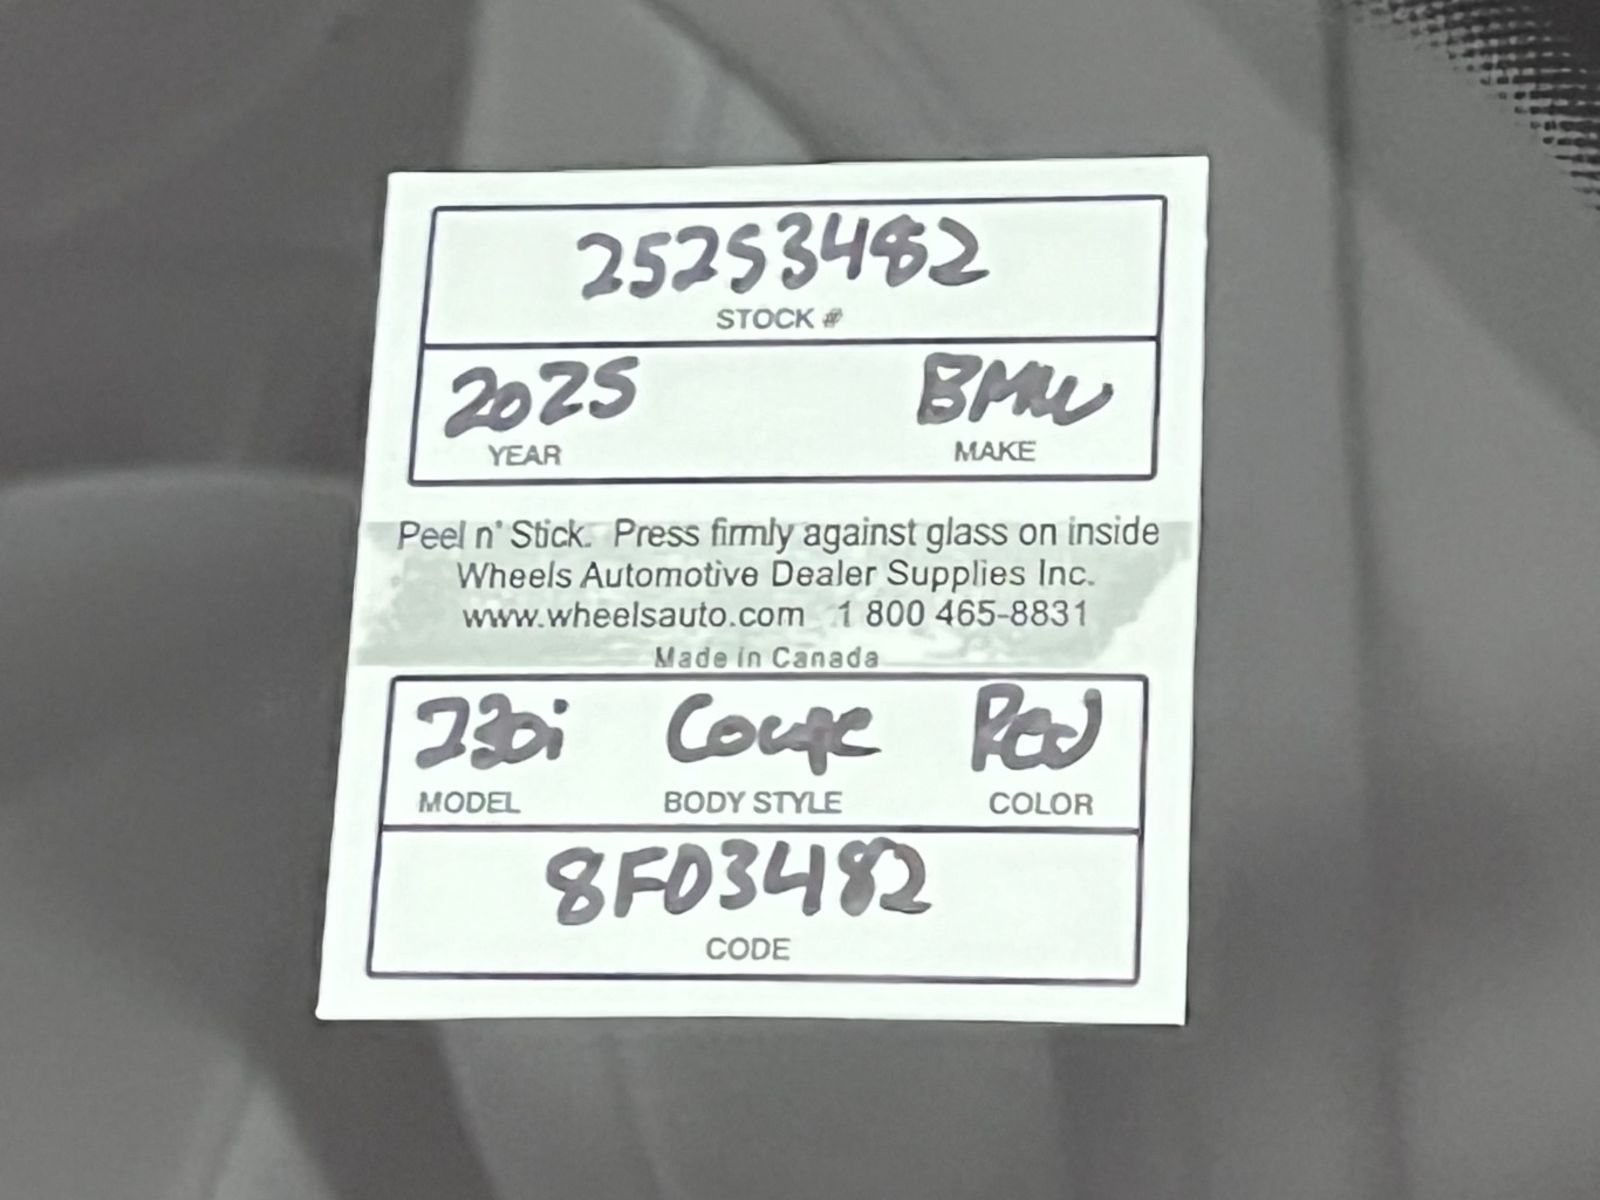 252S3482
STOCK #
2025 BMW
YEAR MAKE
Peel n' Stick. Press firmly against glass on inside
Wheels Automotive Dealer Supplies Inc.
www.wheelsauto.com 1 800 465-8831
Made in Canada
230i Coupe Red
MODEL BODY STYLE COLOR
8F03482
CODE